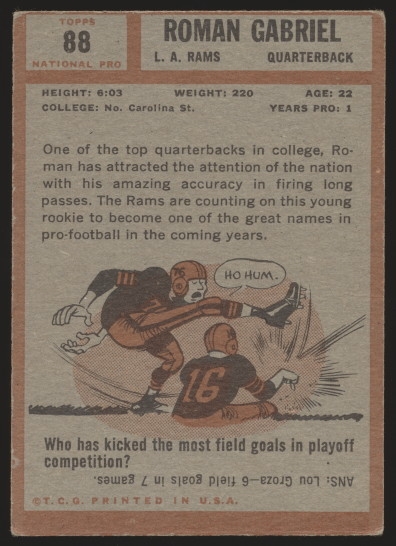 TOPPS
88
NATIONAL PRO
ROMAN GABRIEL
L. A. RAMS QUARTERBACK
HEIGHT: 6:03 WEIGHT: 220 AGE: 22
COLLEGE: No. Carolina St. YEARS PRO: 1
One of the top quarterbacks in college, Ro-
man has attracted the attention of the nation
with his amazing accuracy in firing long
passes. The Rams are counting on this young
rookie to become one of the great names in
pro-football in the coming years.
HO HUM.
76
16
Who has kicked the most field goals in playoff
competition?
ANS: Lou Groza–6 field goals in 7 games.
©T.C.G. PRINTED IN U.S.A.